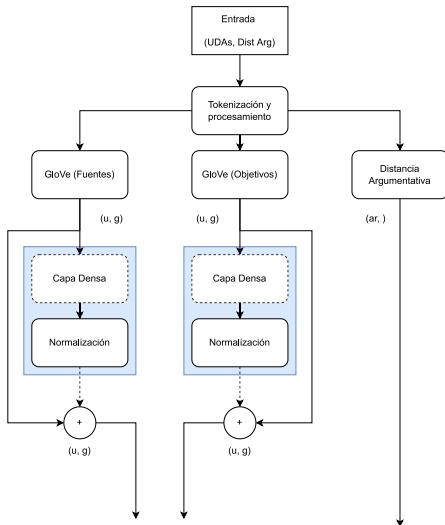 Entrada
(UDAs, Dist Arg)
Tokenización y
procesamiento
GloVe (Fuentes)
GloVe (Objetivos)
Distancia
Argumentativa
(u, g)
(u, g)
(ar, )
Capa Densa
Capa Densa
Normalización
Normalización
+
+
(u, g)
(u, g)